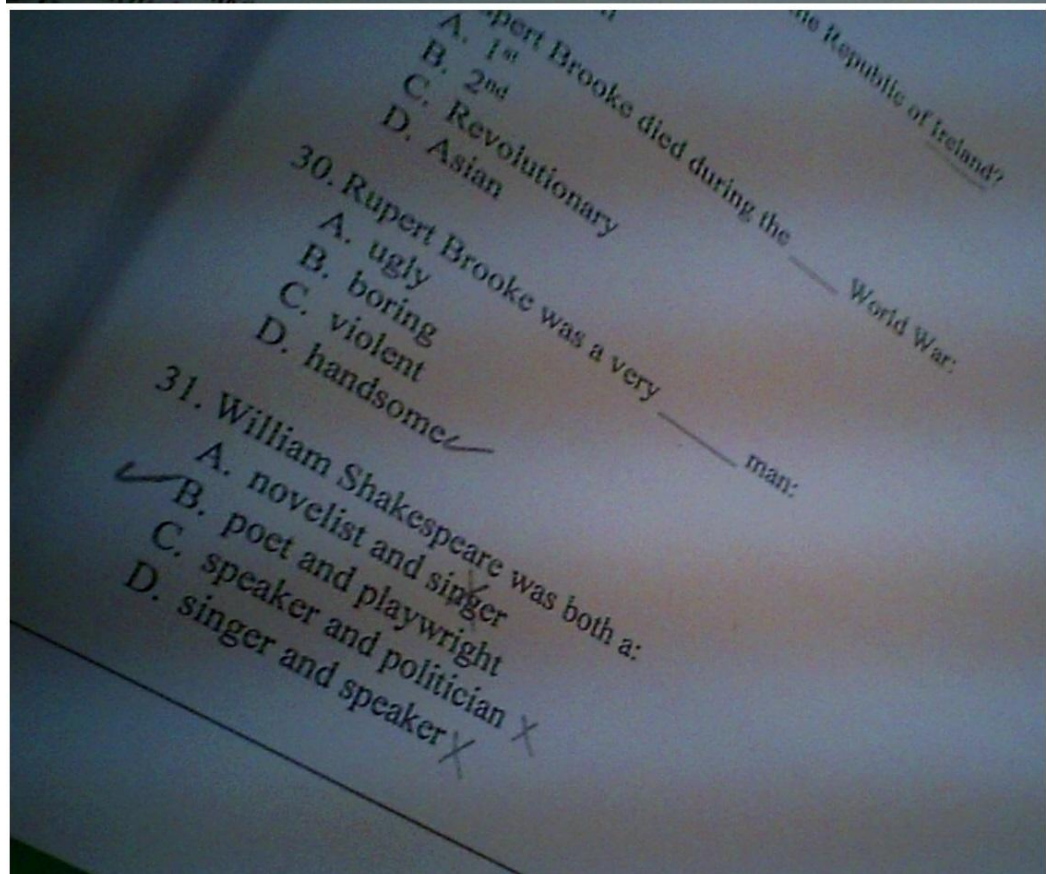 the Republic of Ireland?
pert Brooke died during the ___ World War:
A. 1st
B. 2nd
C. Revolutionary
D. Asian
30. Rupert Brooke was a very ___ man:
A. ugly
B. boring
C. violent
D. handsome
31. William Shakespeare was both a:
A. novelist and singer
B. poet and playwright
C. speaker and politician
D. singer and speaker